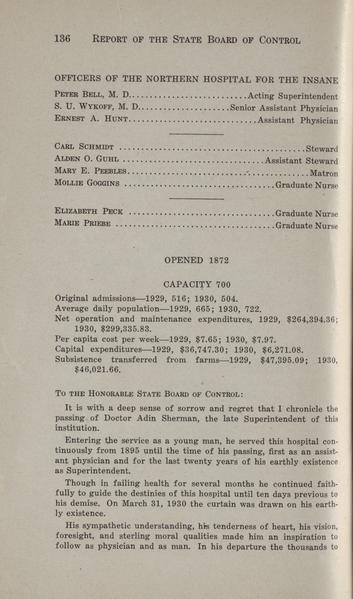 136 REPORT OF THE STATE BOARD OF CONTROL
OFFICERS OF THE NORTHERN HOSPITAL FOR THE INSANE
PETER BELL, M. D..........................Acting Superintendent
S. U. WYKOFF, M. D....................Senior Assistant Physician
ERNEST A. HUNT............................Assistant Physician
CARL SCHMIDT ........................................Steward
ALDEN O. GUHL ...............................Assistant Steward
MARY E. PEEBLES.......................................Matron
MOLLIE GOGGINS .................................Graduate Nurse
ELIZABETH PECK ................................Graduate Nurse
MARIE PRIEBE ...................................Graduate Nurse
OPENED 1872
CAPACITY 700
Original admissions—1929, 516; 1930, 504.
Average daily population—1929, 665; 1930, 722.
Net operation and maintenance expenditures, 1929, $264,394.36;
1930, $299,335.83.
Per capita cost per week—1929, $7.65; 1930, $7.97.
Capital expenditures—1929, $36,747.30; 1930, $6,271.08.
Subsistence transferred from farms—1929, $47,395.09; 1930,
$46,021.66.
TO THE HONORABLE STATE BOARD OF CONTROL:
It is with a deep sense of sorrow and regret that I chronicle the
passing of Doctor Adin Sherman, the late Superintendent of this
institution.
Entering the service as a young man, he served this hospital con-
tinuously from 1895 until the time of his passing, first as an assist-
ant physician and for the last twenty years of his earthly existence
as Superintendent.
Though in failing health for several months he continued faith-
fully to guide the destinies of this hospital until ten days previous to
his demise. On March 31, 1930 the curtain was drawn on his earth-
ly existence.
His sympathetic understanding, his tenderness of heart, his vision,
foresight, and sterling moral qualities made him an inspiration to
follow as physician and as man. In his departure the thousands to